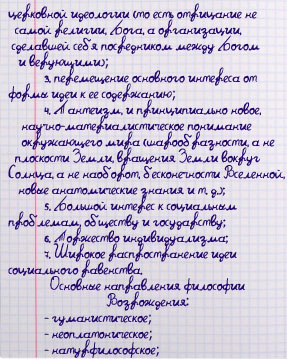 церковной идеологии (то есть отрицание не
самой религии, Бога, а организации,
сделавшей себя посредником между Богом
и верующими);
3. перемещение основного интереса от
формы идеи к ее содержанию;
4. Пантеизм, и принципиально новое,
научно-материалистическое понимание
окружающего мира (шарообразности, а не
плоскости Земли, вращения Земли вокруг
Солнца, а не наоборот, бесконечности Вселенной,
новые анатомические знания и т. д.);
5. Большой интерес к социальным
проблемам, обществу и государству;
6. Торжество индивидуализма;
7. Широкое распространение идеи
социального равенства.
Основные направления философии
Возрождения:
- гуманистическое;
- неоплатоническое;
- натурфилософское;